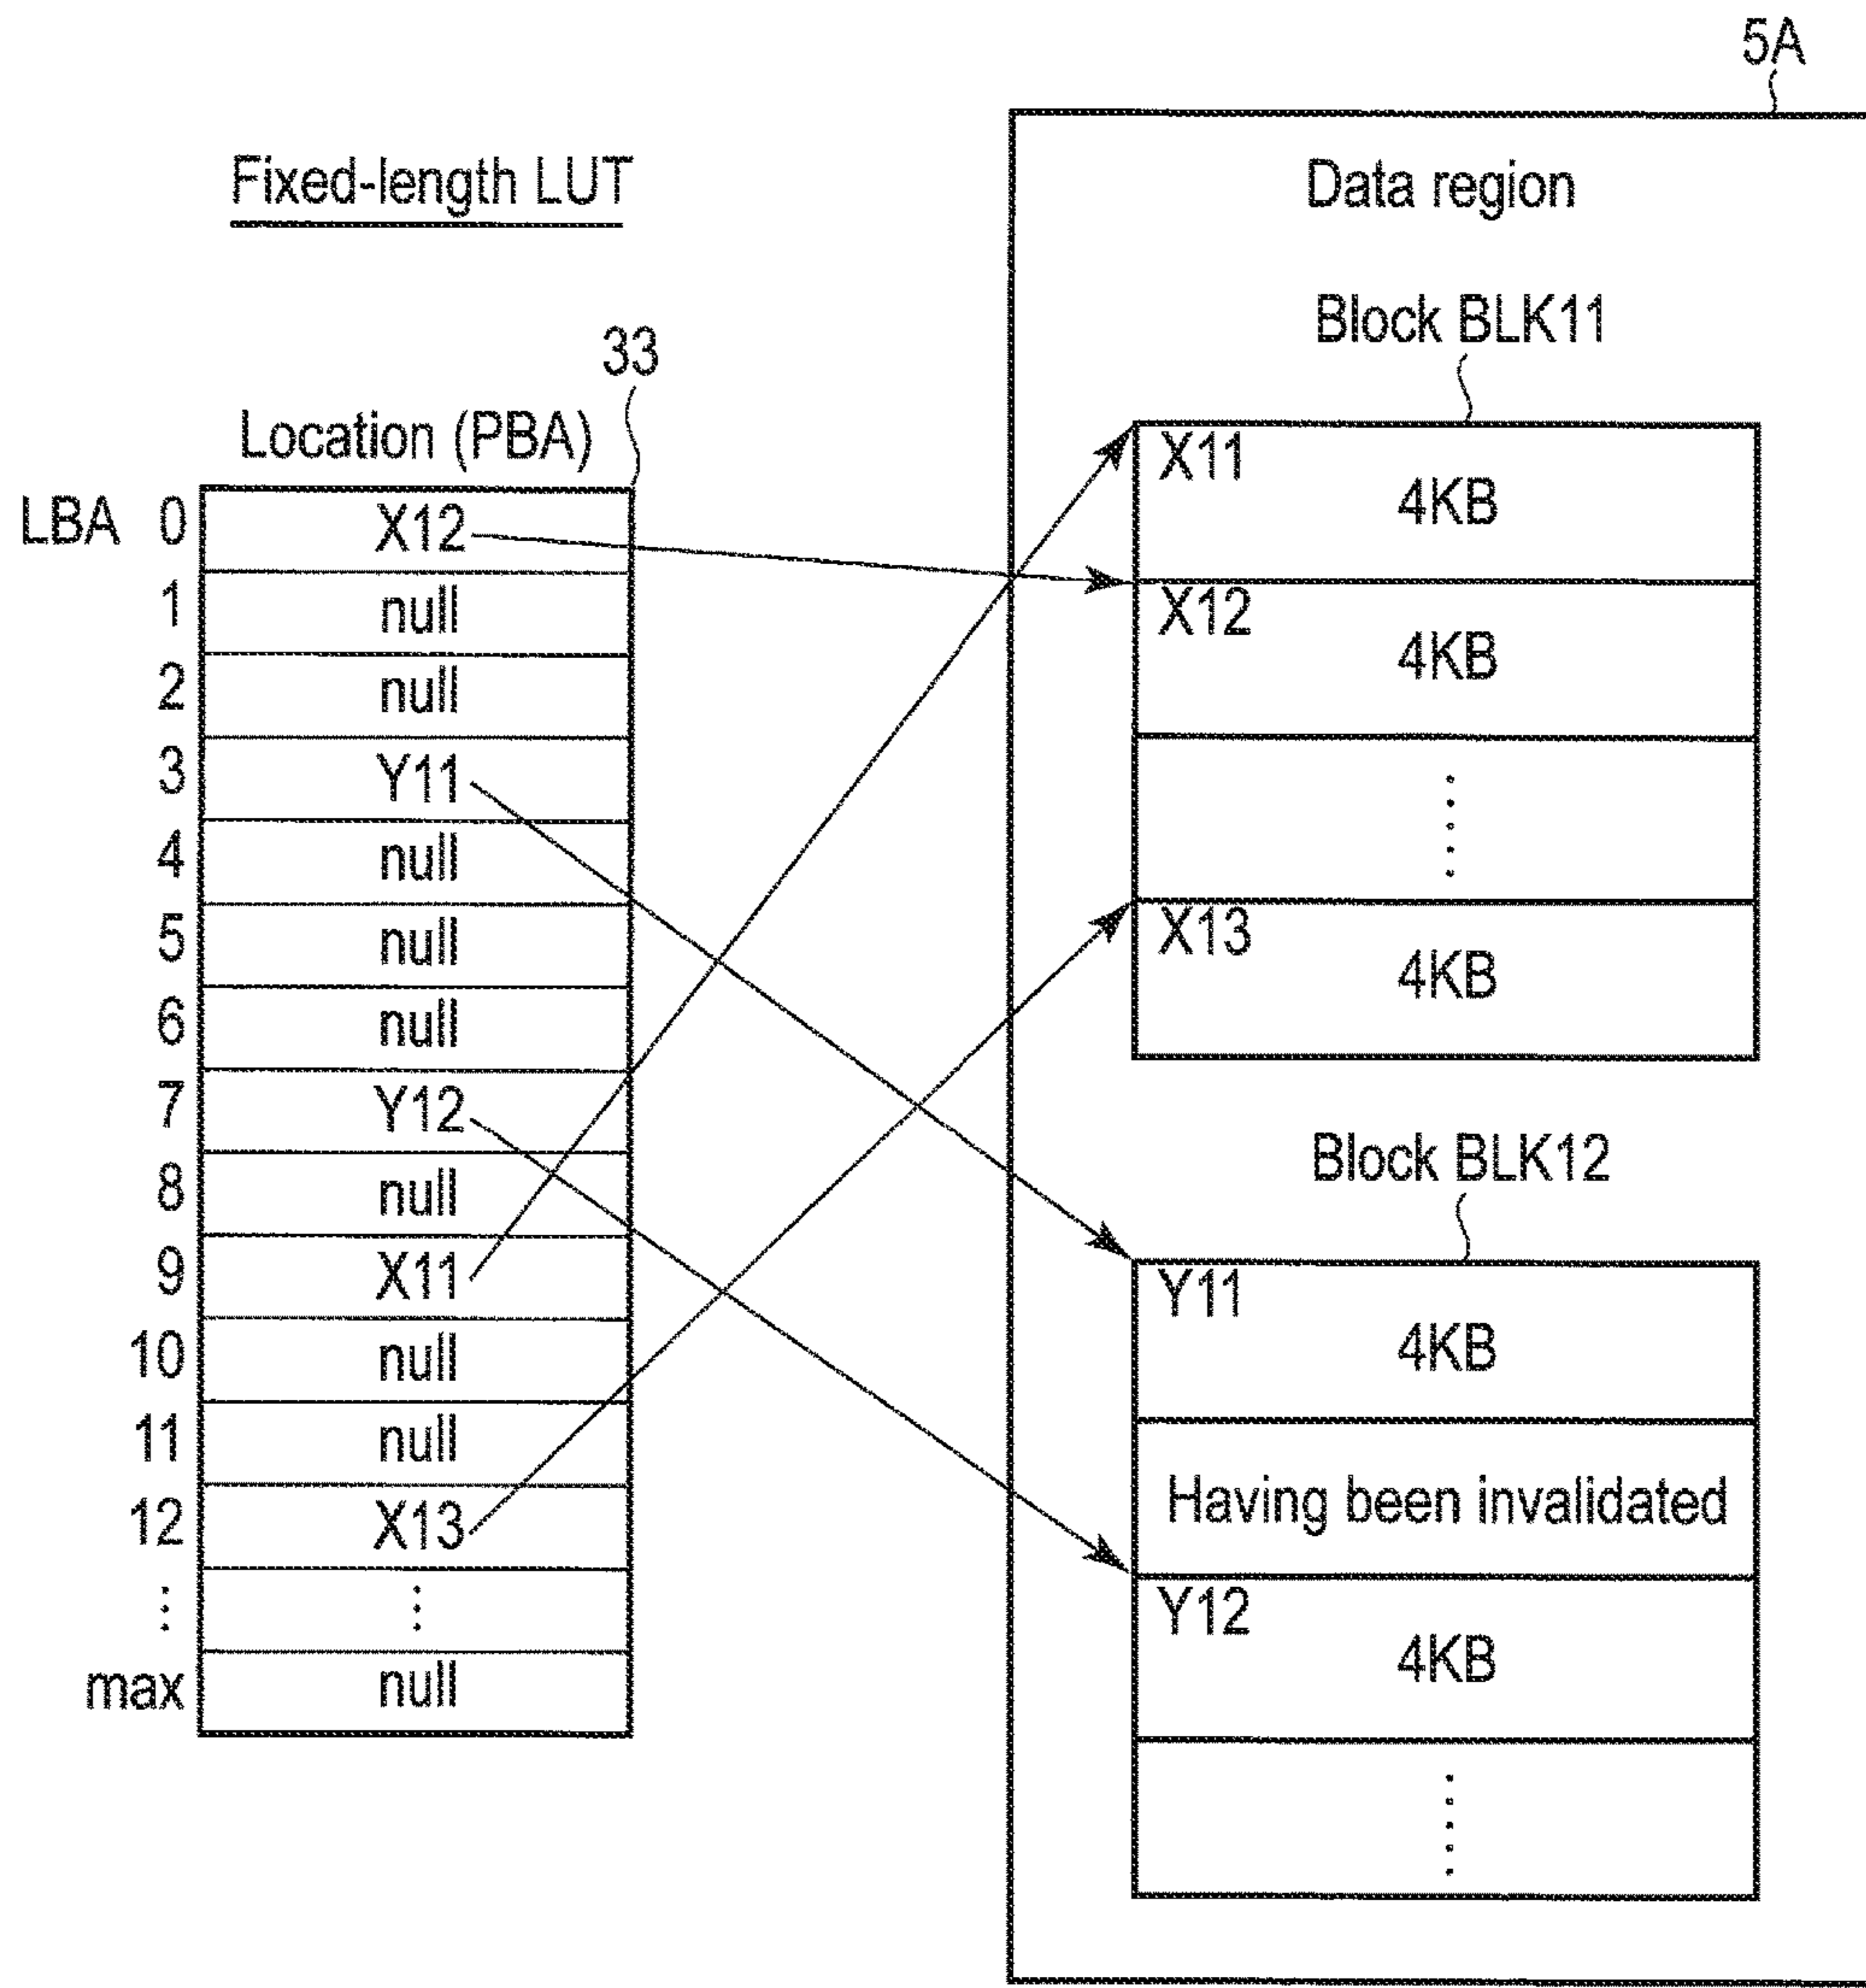 5A
Fixed-length LUT
Data region
Block BLK11
33
Location (PBA)
LBA 0 X12
1 null
2 null
3 Y11
4 null
5 null
6 null
7 Y12
8 null
9 X11
10 null
11 null
12 X13
⋮ ⋮
max null
X11
4KB
X12
4KB
⋮
X13
4KB
Block BLK12
Y11
4KB
Having been invalidated
Y12
4KB
⋮